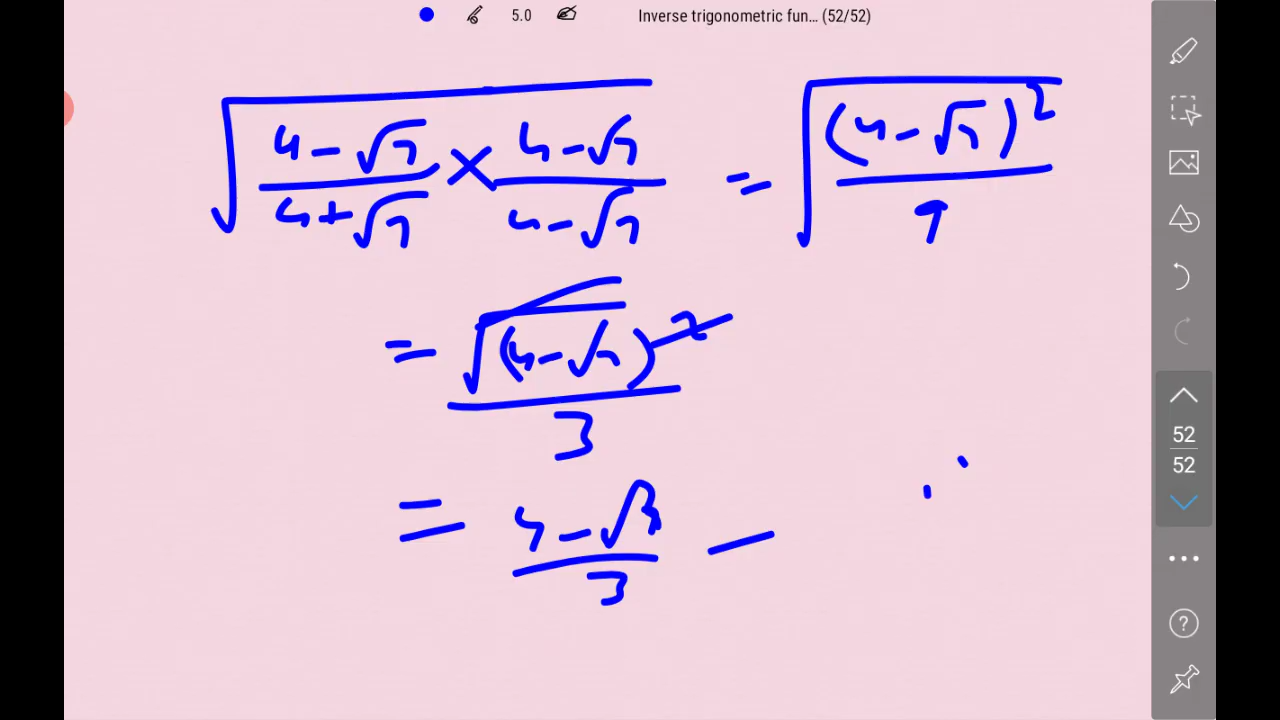 5.0 Inverse trigonometric fun... (52/52)
√((4 - √7)/(4 + √7) × (4 - √7)/(4 - √7)) = √((4 - √7)²/9)
= √(4 - √7)²/3
= (4 - √7)/3 —
52
52
?